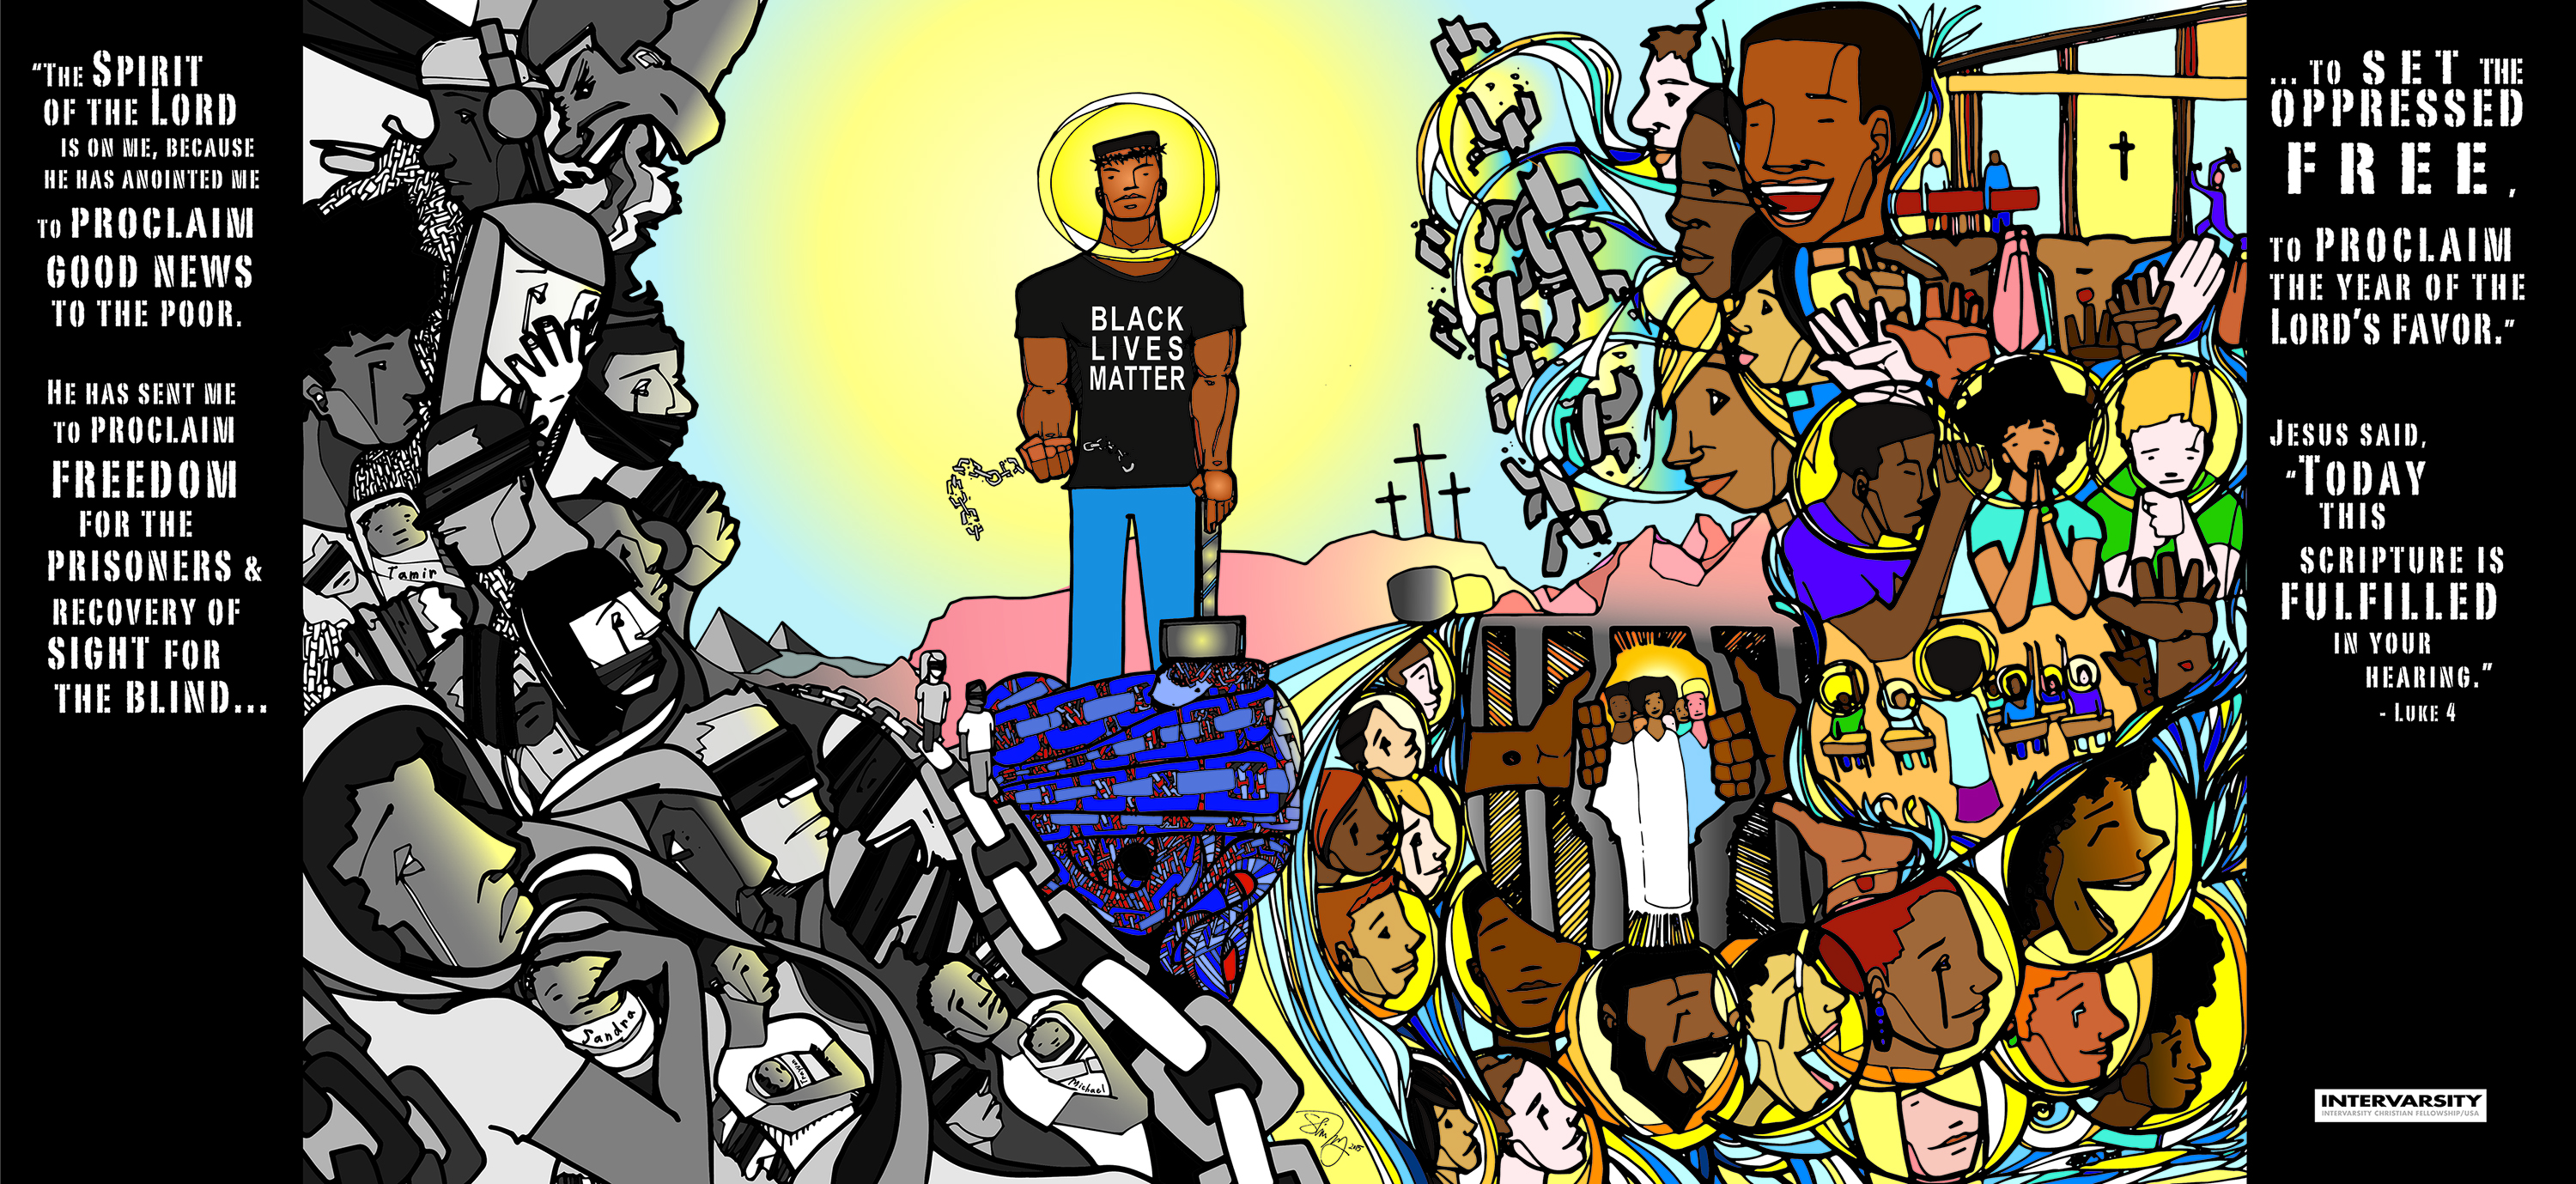 “The Spirit
of the Lord
is on me, because
he has anointed me
to proclaim
good news
to the poor.
He has sent me
to proclaim
freedom
for the
prisoners &
recovery of
sight for
the blind...
BLACK
LIVES
MATTER
Tamir
Sandra
Trayvon
Michael
2015
... to set the
oppressed
free,
to proclaim
the year of the
Lord’s favor.”
Jesus said,
“Today
this
scripture is
fulfilled
in your
hearing.”
- Luke 4
INTERVARSITY
INTERVARSITY CHRISTIAN FELLOWSHIP/USA